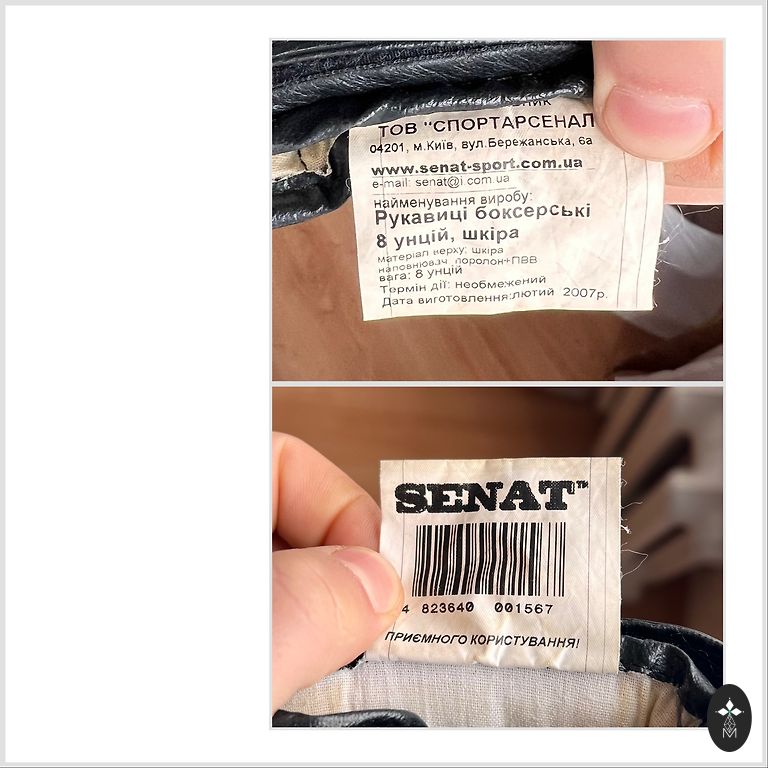 ТОВ "СПОРТАРСЕНАЛ
04201, м.Київ, вул.Бережанська, 6а
www.senat-sport.com.ua
e-mail: senat@i.com.ua
найменування виробу:
Рукавиці боксерські
8 унцій, шкіра
матеріал верху: шкіра
наповнювач поролон+ПВВ
вага: 8 унцій
Термін дії: необмежений
Дата виготовлення:лютий 2007р.
SENAT™
4 823640 001567
ПРИЄМНОГО КОРИСТУВАННЯ!
M